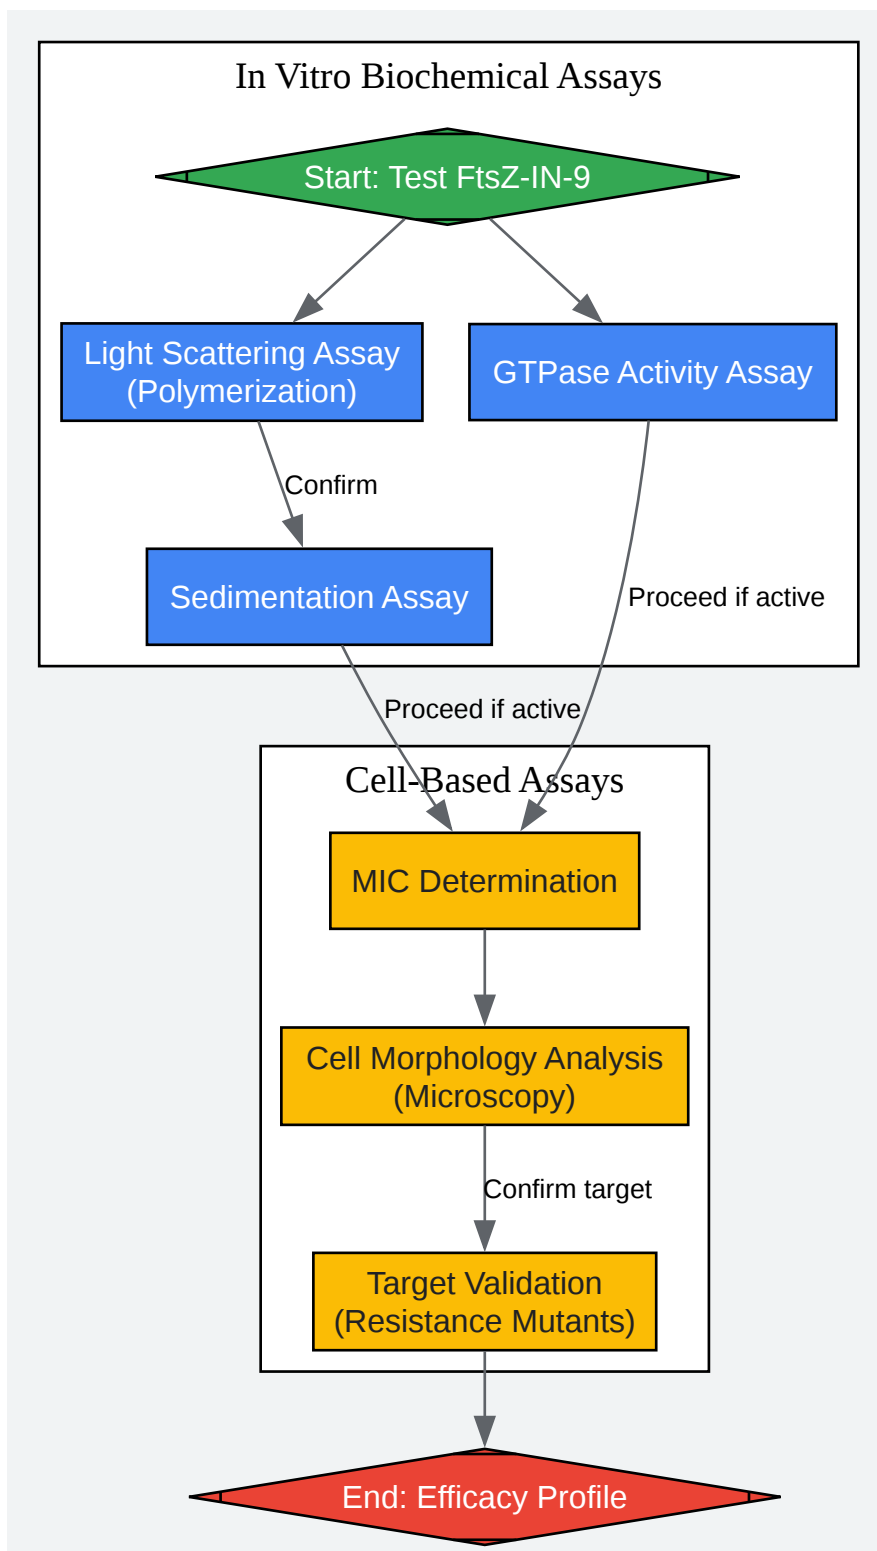 In Vitro Biochemical Assays
Start: Test FtsZ-IN-9
Light Scattering Assay
(Polymerization)
GTPase Activity Assay
Confirm
Sedimentation Assay
Proceed if active
Proceed if active
Cell-Based Assays
MIC Determination
Cell Morphology Analysis
(Microscopy)
Confirm target
Target Validation
(Resistance Mutants)
End: Efficacy Profile